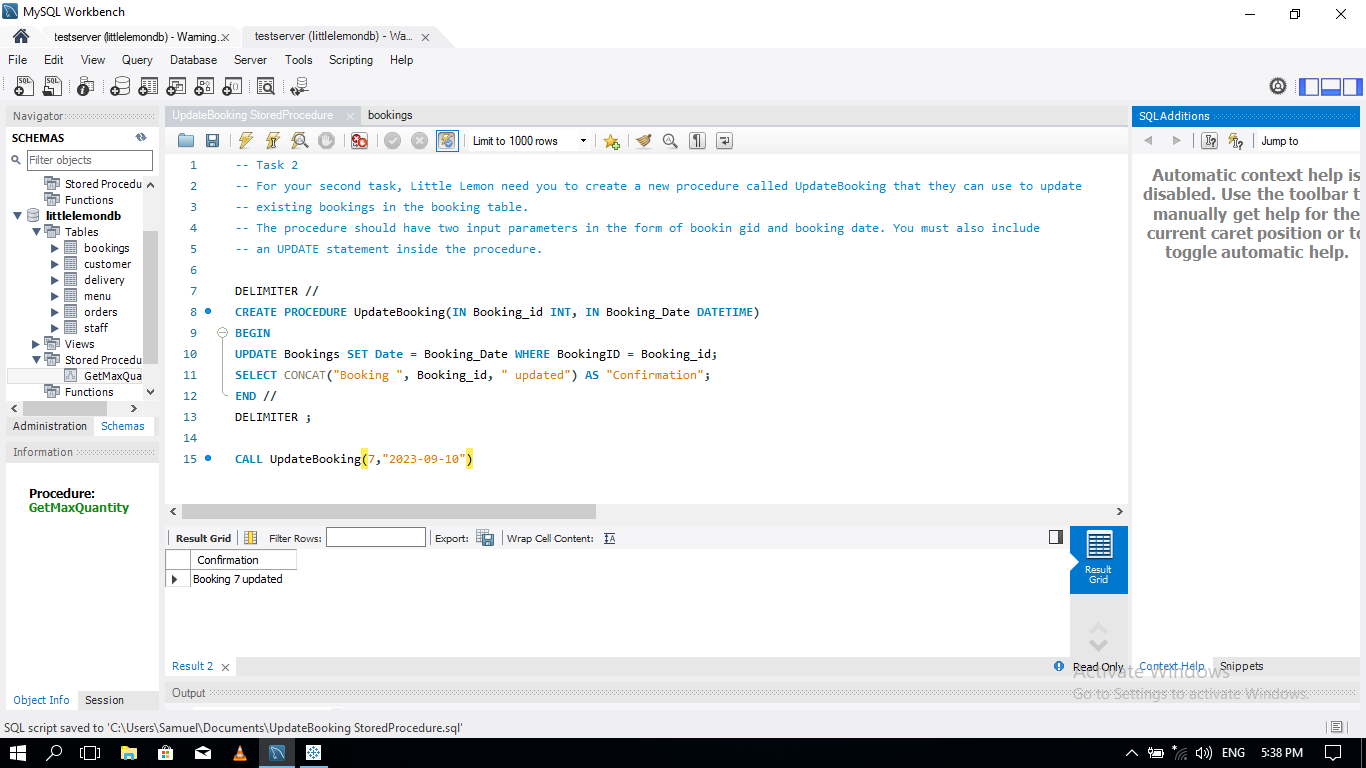 MySQL Workbench
testserver (littlelemondb) - Warning...
testserver (littlelemondb) - Wa...
File Edit View Query Database Server Tools Scripting Help
Navigator
SCHEMAS
Filter objects
Stored Procedu
Functions
littlelemondb
Tables
bookings
customer
delivery
menu
orders
staff
Views
Stored Procedu
GetMaxQua
Functions
Administration Schemas
Information
Procedure:
GetMaxQuantity
Object Info Session
UpdateBooking StoredProcedure
bookings
Limit to 1000 rows
1 -- Task 2
2 -- For your second task, Little Lemon need you to create a new procedure called UpdateBooking that they can use to update
3 -- existing bookings in the booking table.
4 -- The procedure should have two input parameters in the form of bookin gid and booking date. You must also include
5 -- an UPDATE statement inside the procedure.
6
7 DELIMITER //
8 CREATE PROCEDURE UpdateBooking(IN Booking_id INT, IN Booking_Date DATETIME)
9 BEGIN
10 UPDATE Bookings SET Date = Booking_Date WHERE BookingID = Booking_id;
11 SELECT CONCAT("Booking ", Booking_id, " updated") AS "Confirmation";
12 END //
13 DELIMITER ;
14
15 CALL UpdateBooking(7,"2023-09-10")
Result Grid Filter Rows: Export: Wrap Cell Content:
Confirmation
Booking 7 updated
Result
Grid
Result 2
Read Only
Output
SQL Additions
Jump to
Automatic context help is
disabled. Use the toolbar t
manually get help for the
current caret position or to
toggle automatic help.
Context Help Snippets
Activate Windows
Go to Settings to activate Windows.
SQL script saved to 'C:\Users\Samuel\Documents\UpdateBooking StoredProcedure.sql'
ENG 5:38 PM